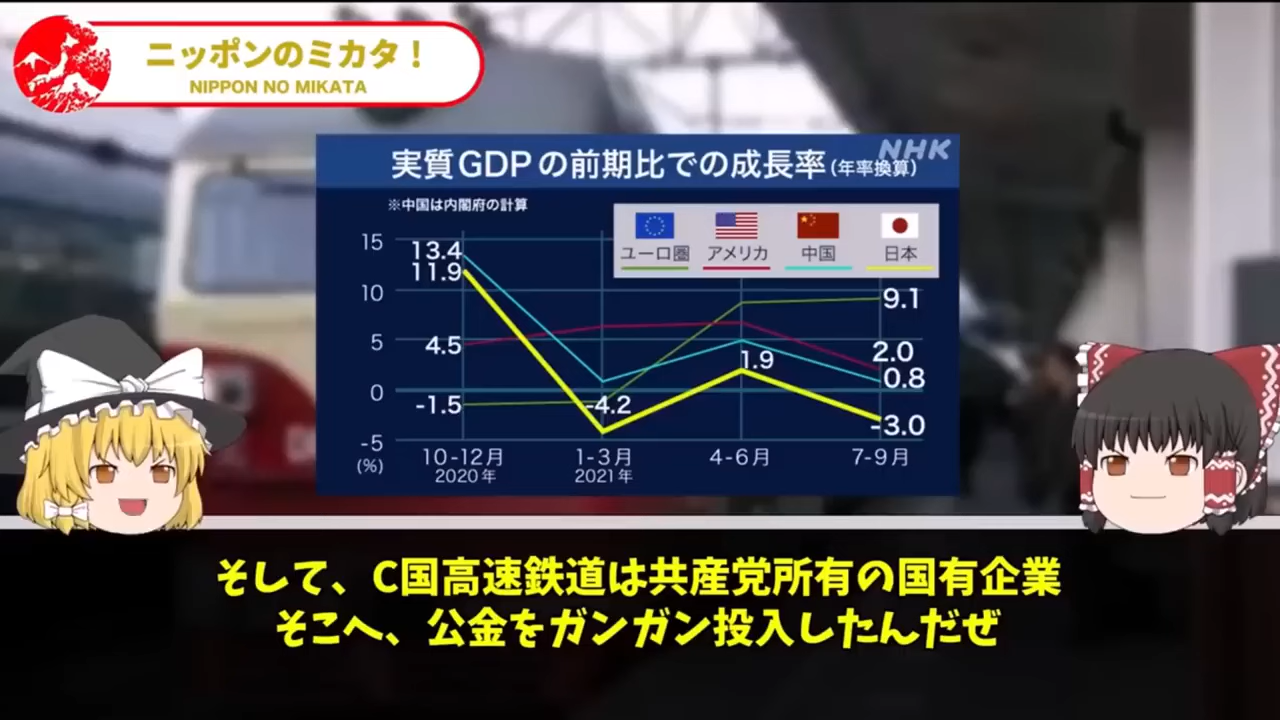 ニッポンのミカタ！
NIPPON NO MIKATA
NHK
実質GDPの前期比での成長率(年率換算)
※中国は内閣府の計算
ユーロ圏 アメリカ 中国 日本
15
10
5
0
-5
(%)
13.4
11.9
4.5
-1.5
-4.2
1.9
9.1
2.0
0.8
-3.0
10-12月 1-3月 4-6月 7-9月
2020年 2021年
そして、C国高速鉄道は共産党所有の国有企業
そこへ、公金をガンガン投入したんだぜ